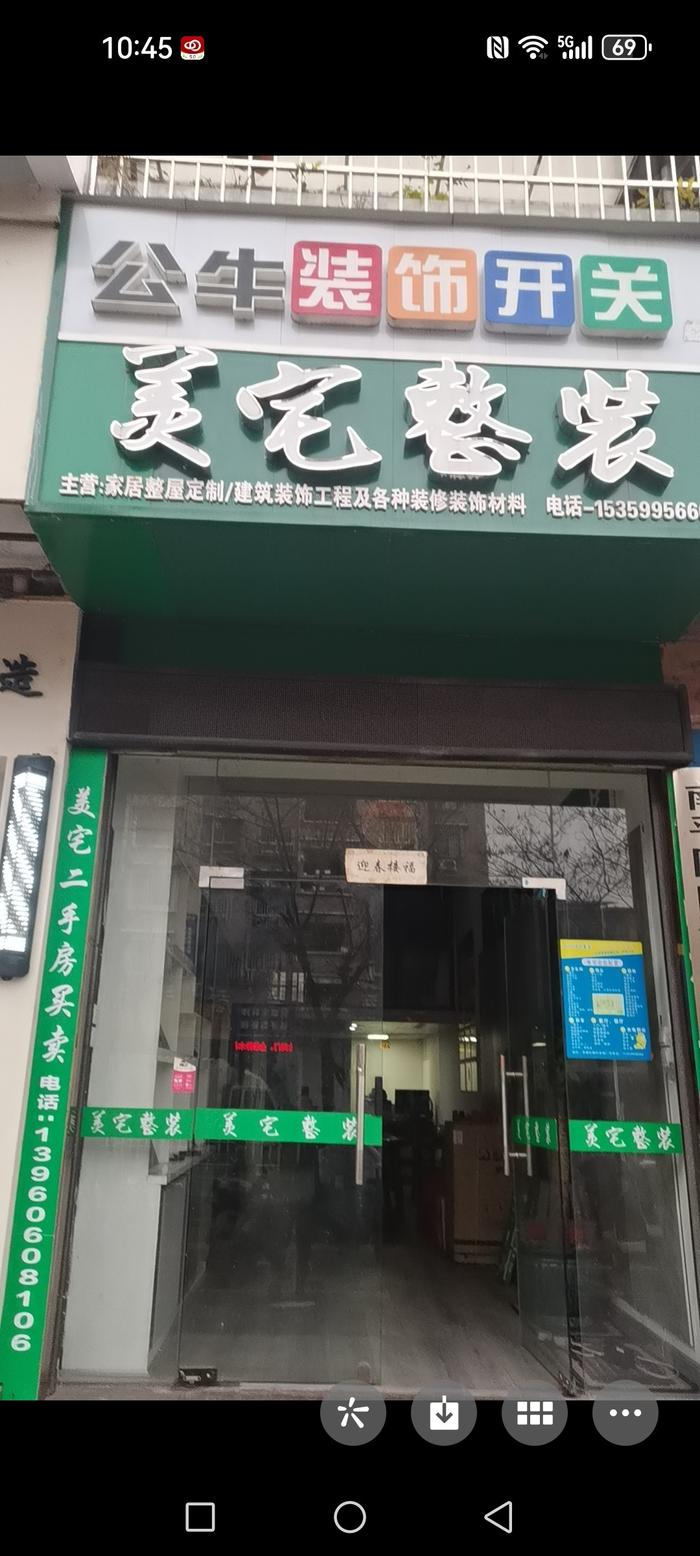 10:45
5G
69
公牛装饰开关
美宅整装
主营:家居整屋定制/建筑装饰工程及各种装修装饰材料 电话-153599566
造
美宅二手房买卖 电话:13960608106
迎春接福
美宅整装 美宅整装
美宅整装